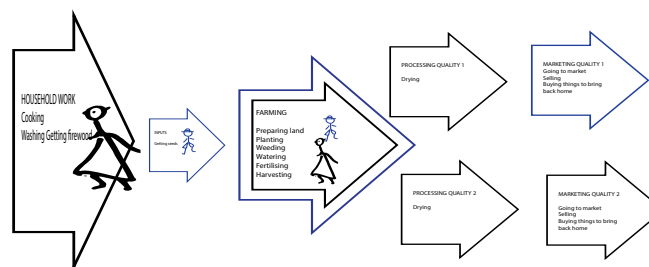 HOUSEHOLD WORK
Cooking
Washing Getting firewood
INPUTS
Getting seeds
FARMING
Preparing land
Planting
Weeding
Watering
Fertilising
Harvesting
PROCESSING QUALITY 1
Drying
MARKETING QUALITY 1
Going to market
Selling
Buying things to bring
back home
PROCESSING QUALITY 2
Drying
MARKETING QUALITY 2
Going to market
Selling
Buying things to bring
back home